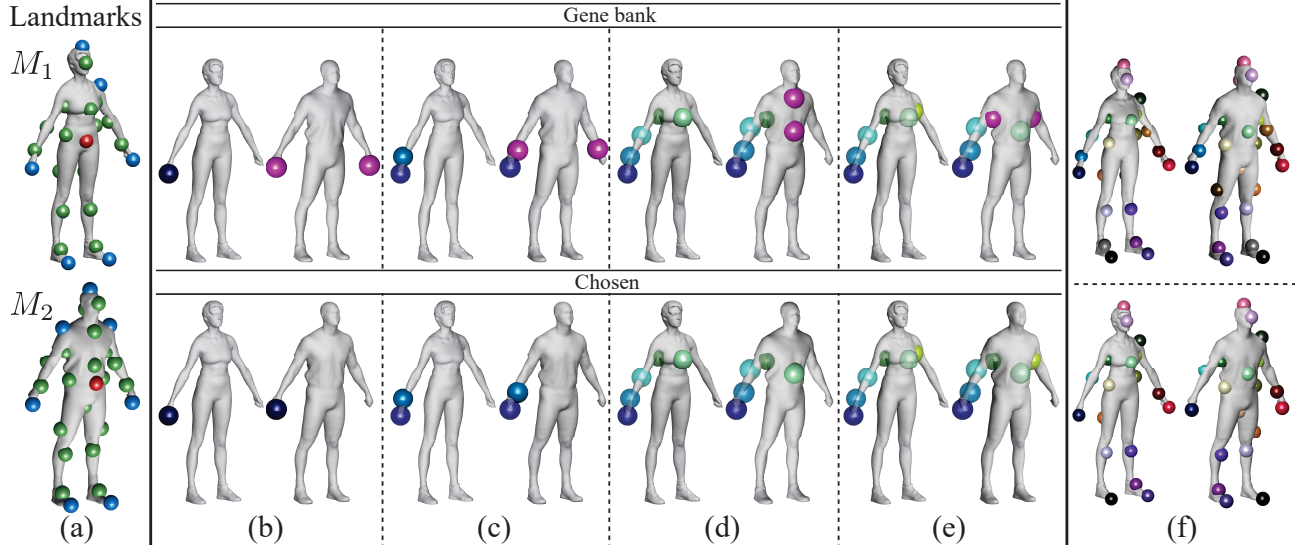 Landmarks
Gene bank
M1
Chosen
M2
(a)
(b)
(c)
(d)
(e)
(f)